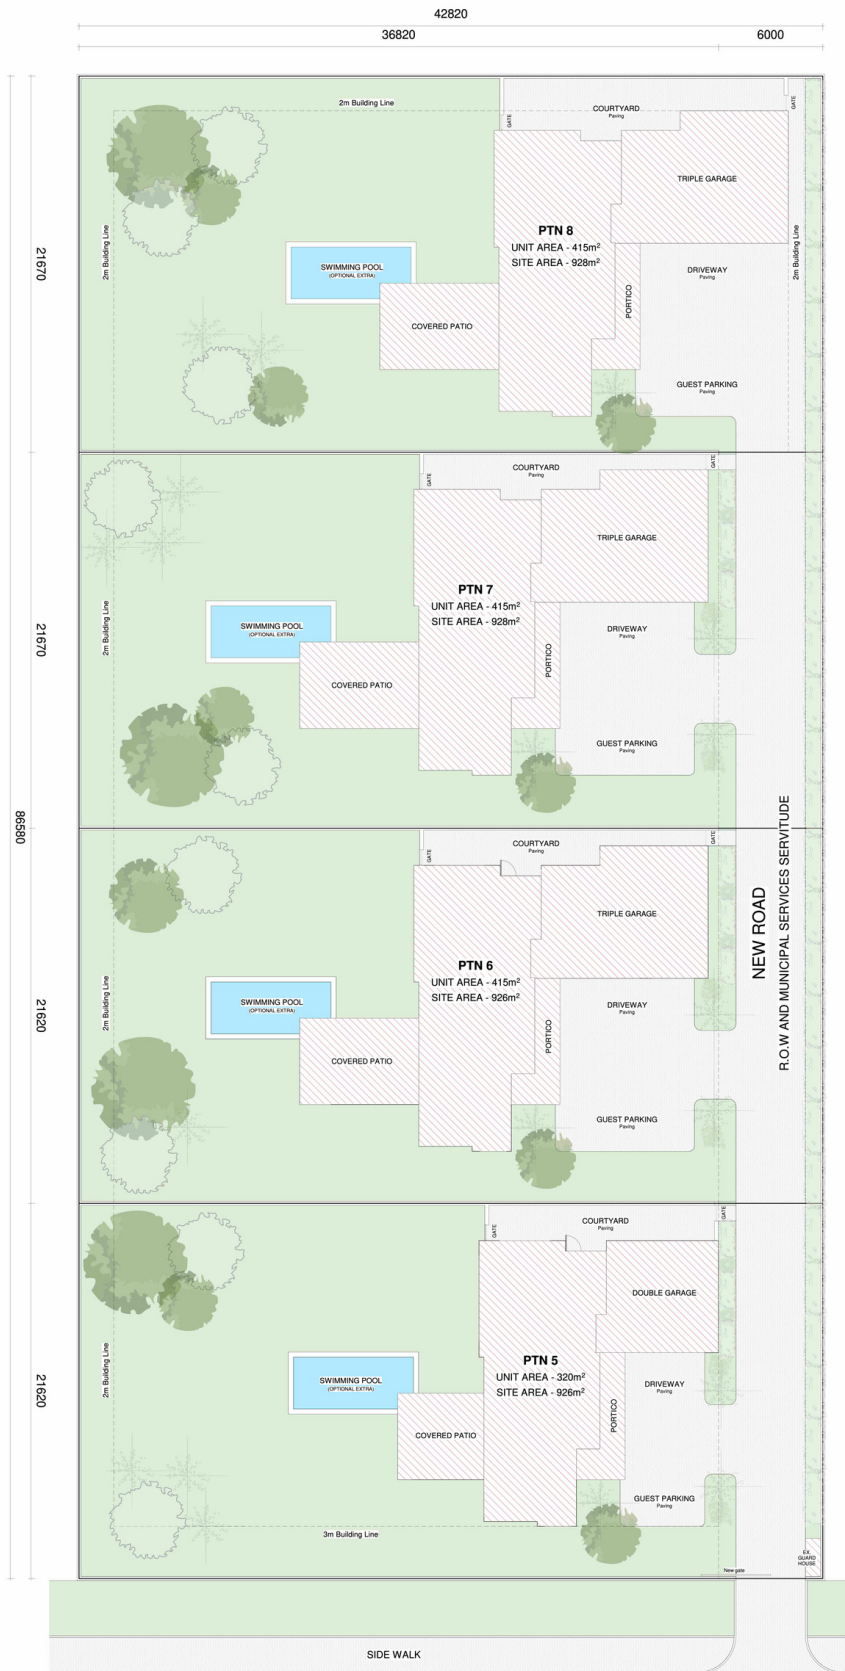 42820
36820
6000
2m Building Line
COURTYARD
Paving
GATE
GATE
TRIPLE GARAGE
PTN 8
UNIT AREA - 415m²
SITE AREA - 928m²
2m Building Line
2m Building Line
21670
SWIMMING POOL
(OPTIONAL EXTRA)
DRIVEWAY
Paving
PORTICO
COVERED PATIO
GUEST PARKING
Paving
COURTYARD
Paving
GATE
GATE
TRIPLE GARAGE
PTN 7
UNIT AREA - 415m²
SITE AREA - 928m²
2m Building Line
21670
SWIMMING POOL
(OPTIONAL EXTRA)
DRIVEWAY
Paving
PORTICO
COVERED PATIO
GUEST PARKING
Paving
86580
COURTYARD
Paving
GATE
GATE
TRIPLE GARAGE
NEW ROAD
R.O.W AND MUNICIPAL SERVICES SERVITUDE
PTN 6
UNIT AREA - 415m²
SITE AREA - 926m²
2m Building Line
21620
SWIMMING POOL
(OPTIONAL EXTRA)
DRIVEWAY
Paving
PORTICO
COVERED PATIO
GUEST PARKING
Paving
COURTYARD
Paving
GATE
GATE
DOUBLE GARAGE
PTN 5
UNIT AREA - 320m²
SITE AREA - 926m²
2m Building Line
21620
SWIMMING POOL
(OPTIONAL EXTRA)
DRIVEWAY
Paving
PORTICO
COVERED PATIO
GUEST PARKING
Paving
3m Building Line
EX.
GUARD
HOUSE
New gate
SIDE WALK